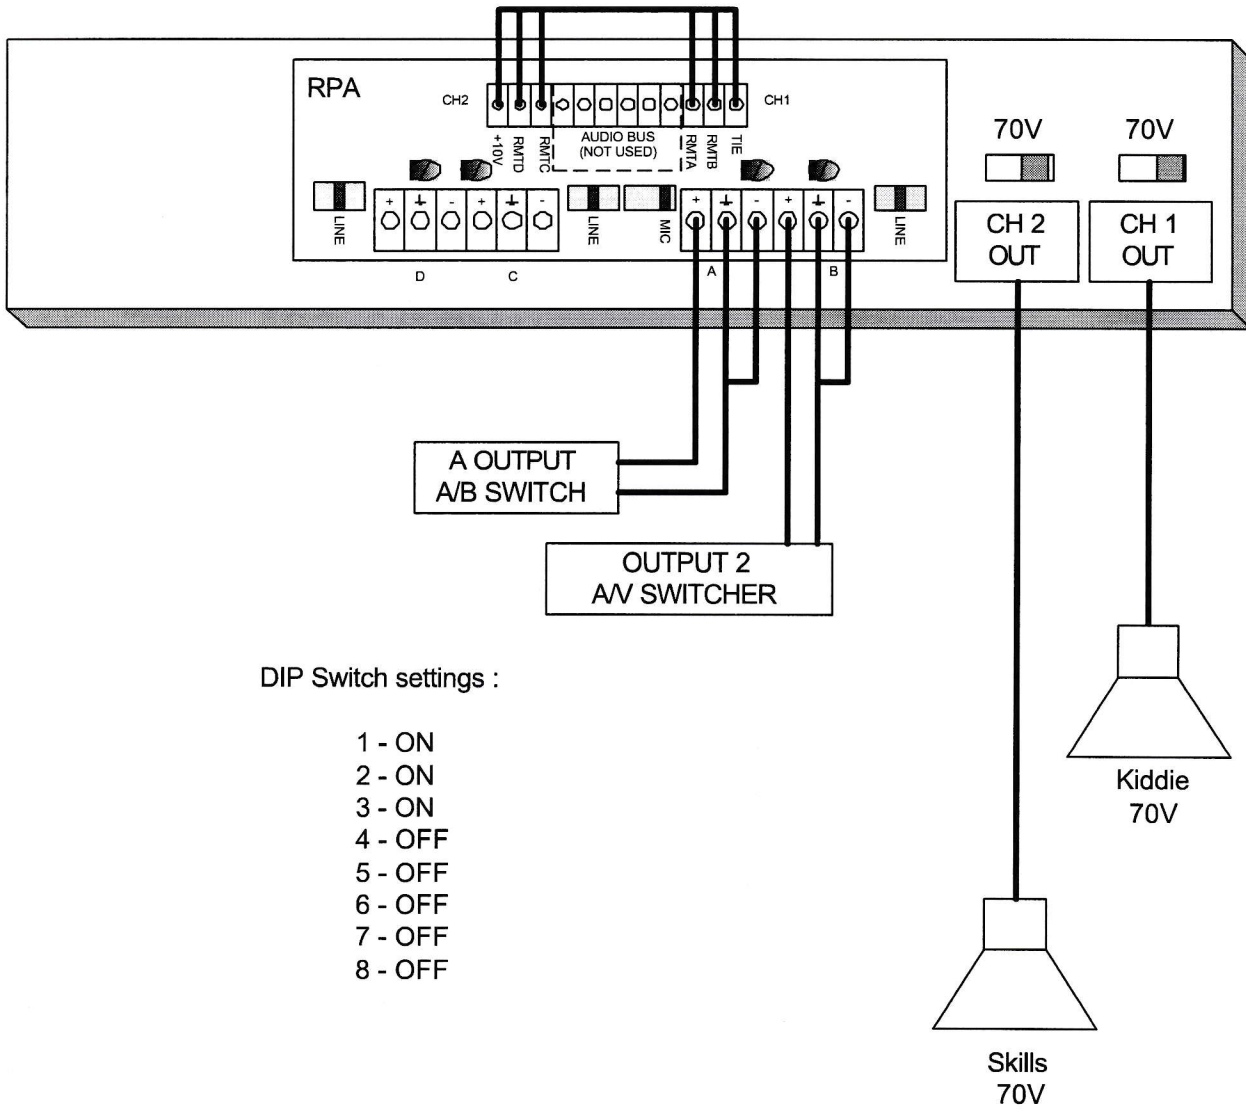 RPA
CH2
CH1
+10V
RMTD
RMTC
AUDIO BUS
(NOT USED)
RMTA
RMTB
TIE
70V
70V
LINE
+
-
+
-
LINE
MIC
+
-
+
-
LINE
D
C
A
B
CH 2
OUT
CH 1
OUT
A OUTPUT
A/B SWITCH
OUTPUT 2
A/V SWITCHER
DIP Switch settings :
1 - ON
2 - ON
3 - ON
4 - OFF
5 - OFF
6 - OFF
7 - OFF
8 - OFF
Kiddie
70V
Skills
70V